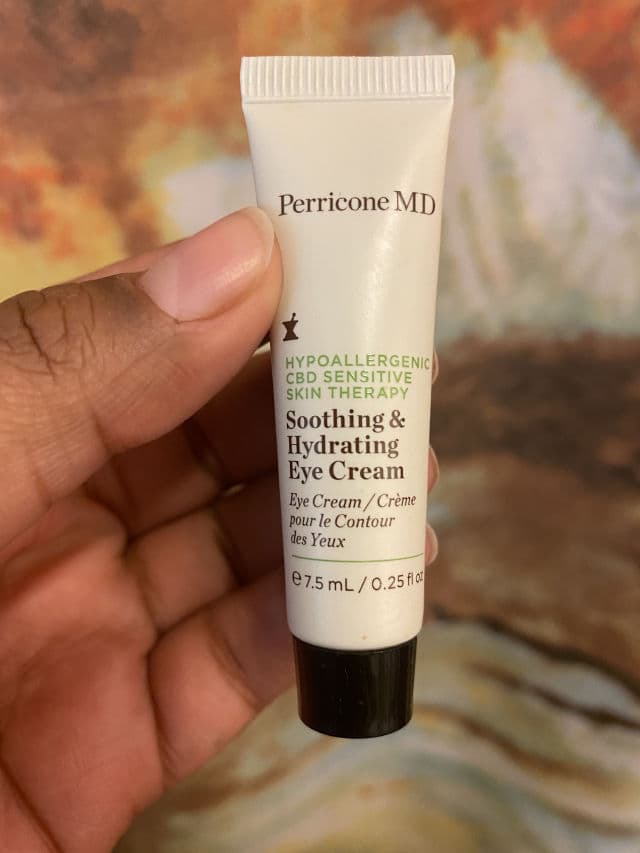 Perricone MD
HYPOALLERGENIC
CBD SENSITIVE
SKIN THERAPY
Soothing &
Hydrating
Eye Cream
Eye Cream / Crème
pour le Contour
des Yeux
℮ 7.5 mL / 0.25 fl oz